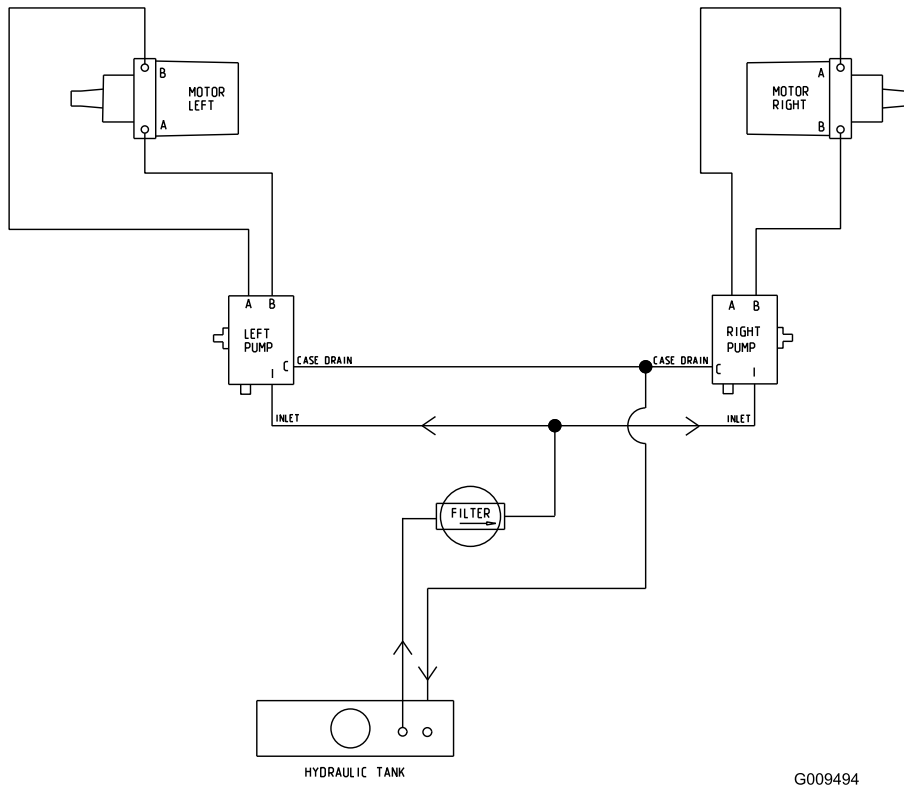 B
MOTOR
LEFT
A
A
MOTOR
RIGHT
B
A B
LEFT
PUMP
C
I
CASE DRAIN
INLET
A B
RIGHT
PUMP
C
I
CASE DRAIN
INLET
FILTER
HYDRAULIC TANK
G009494